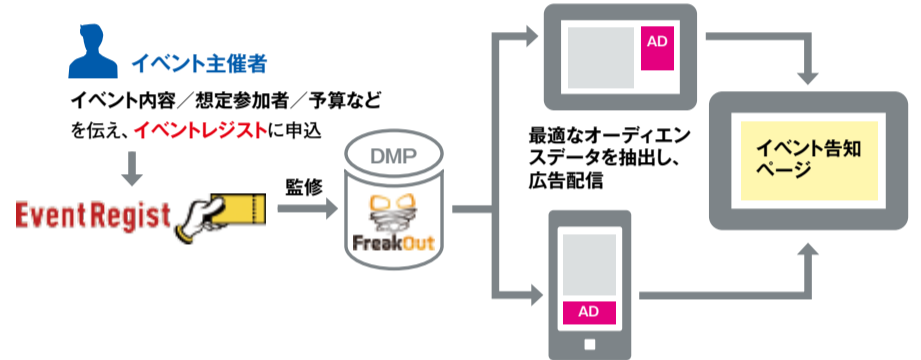 イベント主催者
イベント内容／想定参加者／予算など
を伝え、イベントレジストに申込
EventRegist
監修
DMP
FreakOut
AD
最適なオーディエン
スデータを抽出し、
広告配信
AD
イベント告知
ページ